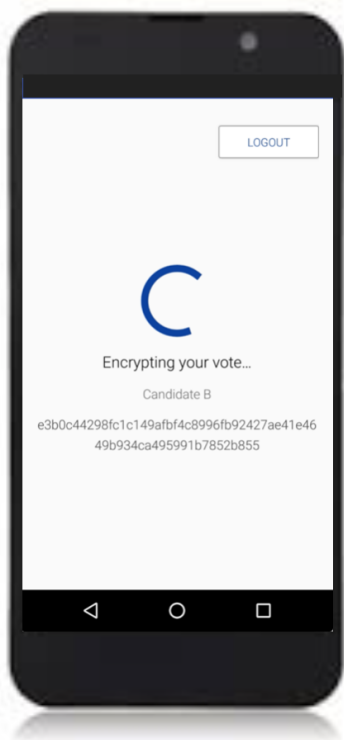 LOGOUT
Encrypting your vote...
Candidate B
e3b0c44298fc1c149afbf4c8996fb92427ae41e46
49b934ca495991b7852b855